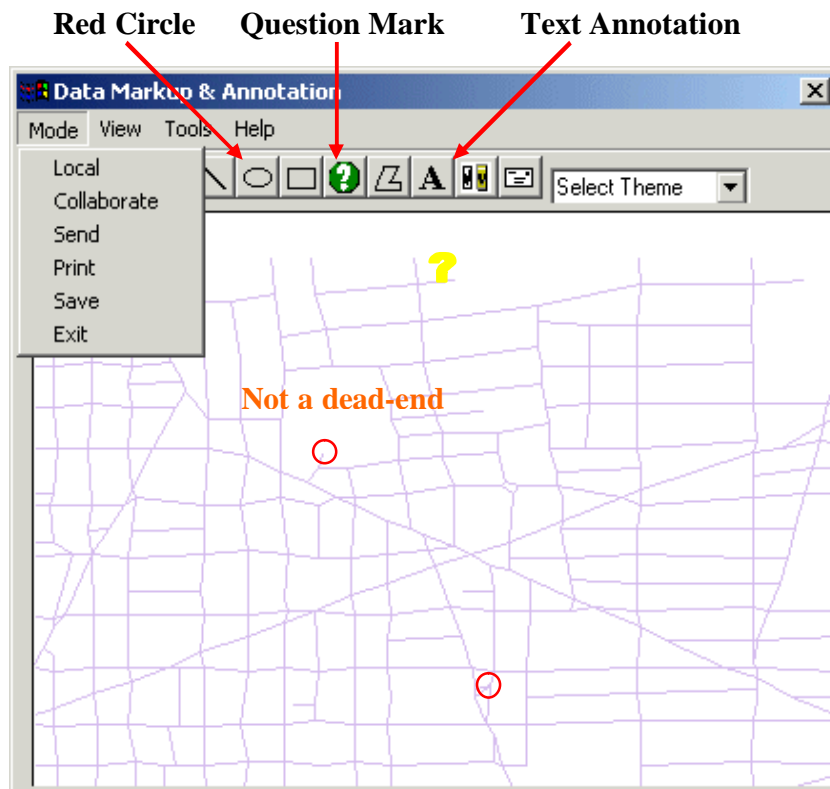 Red Circle Question Mark Text Annotation
Data Markup & Annotation
Mode View Tools Help
Local
Collaborate
Send
Print
Save
Exit
? A Select Theme
?
Not a dead-end